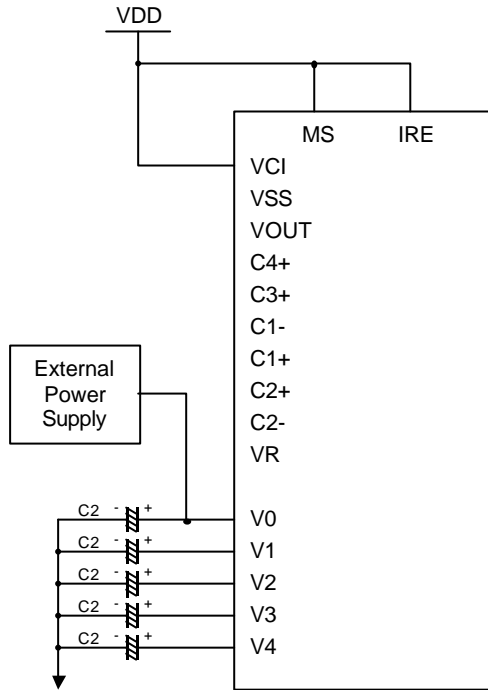 VDD
MS IRE
VCI
VSS
VOUT
C4+
C3+
C1-
C1+
C2+
C2-
VR
External
Power
Supply
C2 - + V0
C2 - + V1
C2 - + V2
C2 - + V3
C2 - + V4